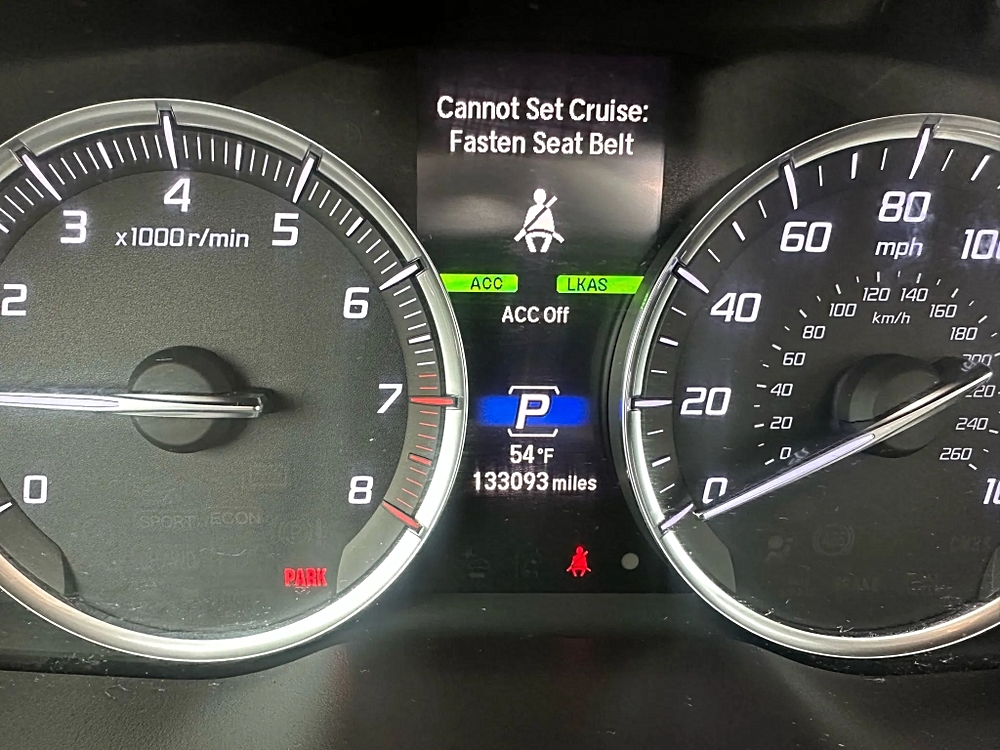 Cannot Set Cruise:
Fasten Seat Belt
ACC
LKAS
ACC Off
P
54°F
133093 miles
2
3
4
5
6
7
8
0
x1000 r/min
SPORT ECON
PARK
0
20
40
60
80
mph
0
20
40
60
80
100
120
140
160
180
240
260
km/h